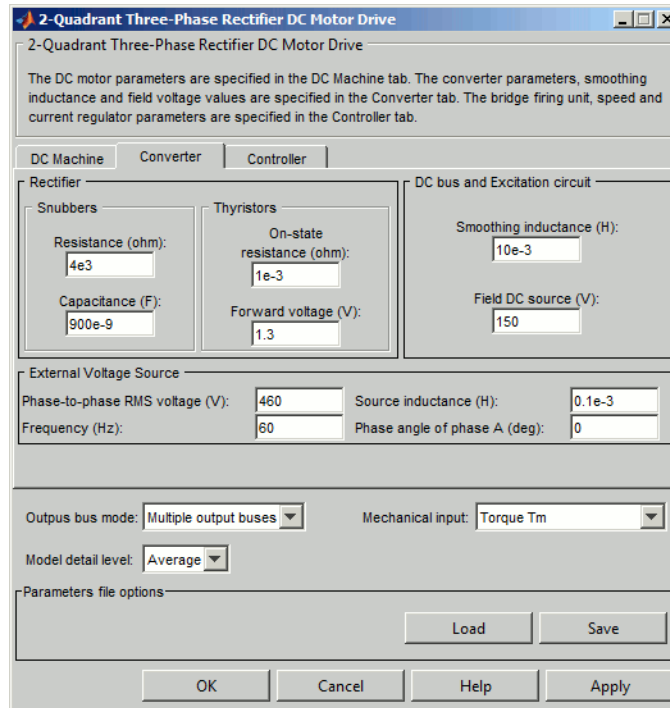 2-Quadrant Three-Phase Rectifier DC Motor Drive
2-Quadrant Three-Phase Rectifier DC Motor Drive
The DC motor parameters are specified in the DC Machine tab. The converter parameters, smoothing
inductance and field voltage values are specified in the Converter tab. The bridge firing unit, speed and
current regulator parameters are specified in the Controller tab.
DC Machine Converter Controller
Rectifier
Snubbers
Resistance (ohm):
4e3
Capacitance (F):
900e-9
Thyristors
On-state
resistance (ohm):
1e-3
Forward voltage (V):
1.3
DC bus and Excitation circuit
Smoothing inductance (H):
10e-3
Field DC source (V):
150
External Voltage Source
Phase-to-phase RMS voltage (V): 460 Source inductance (H): 0.1e-3
Frequency (Hz): 60 Phase angle of phase A (deg): 0
Outpus bus mode: Multiple output buses Mechanical input: Torque Tm
Model detail level: Average
Parameters file options
Load Save
OK Cancel Help Apply